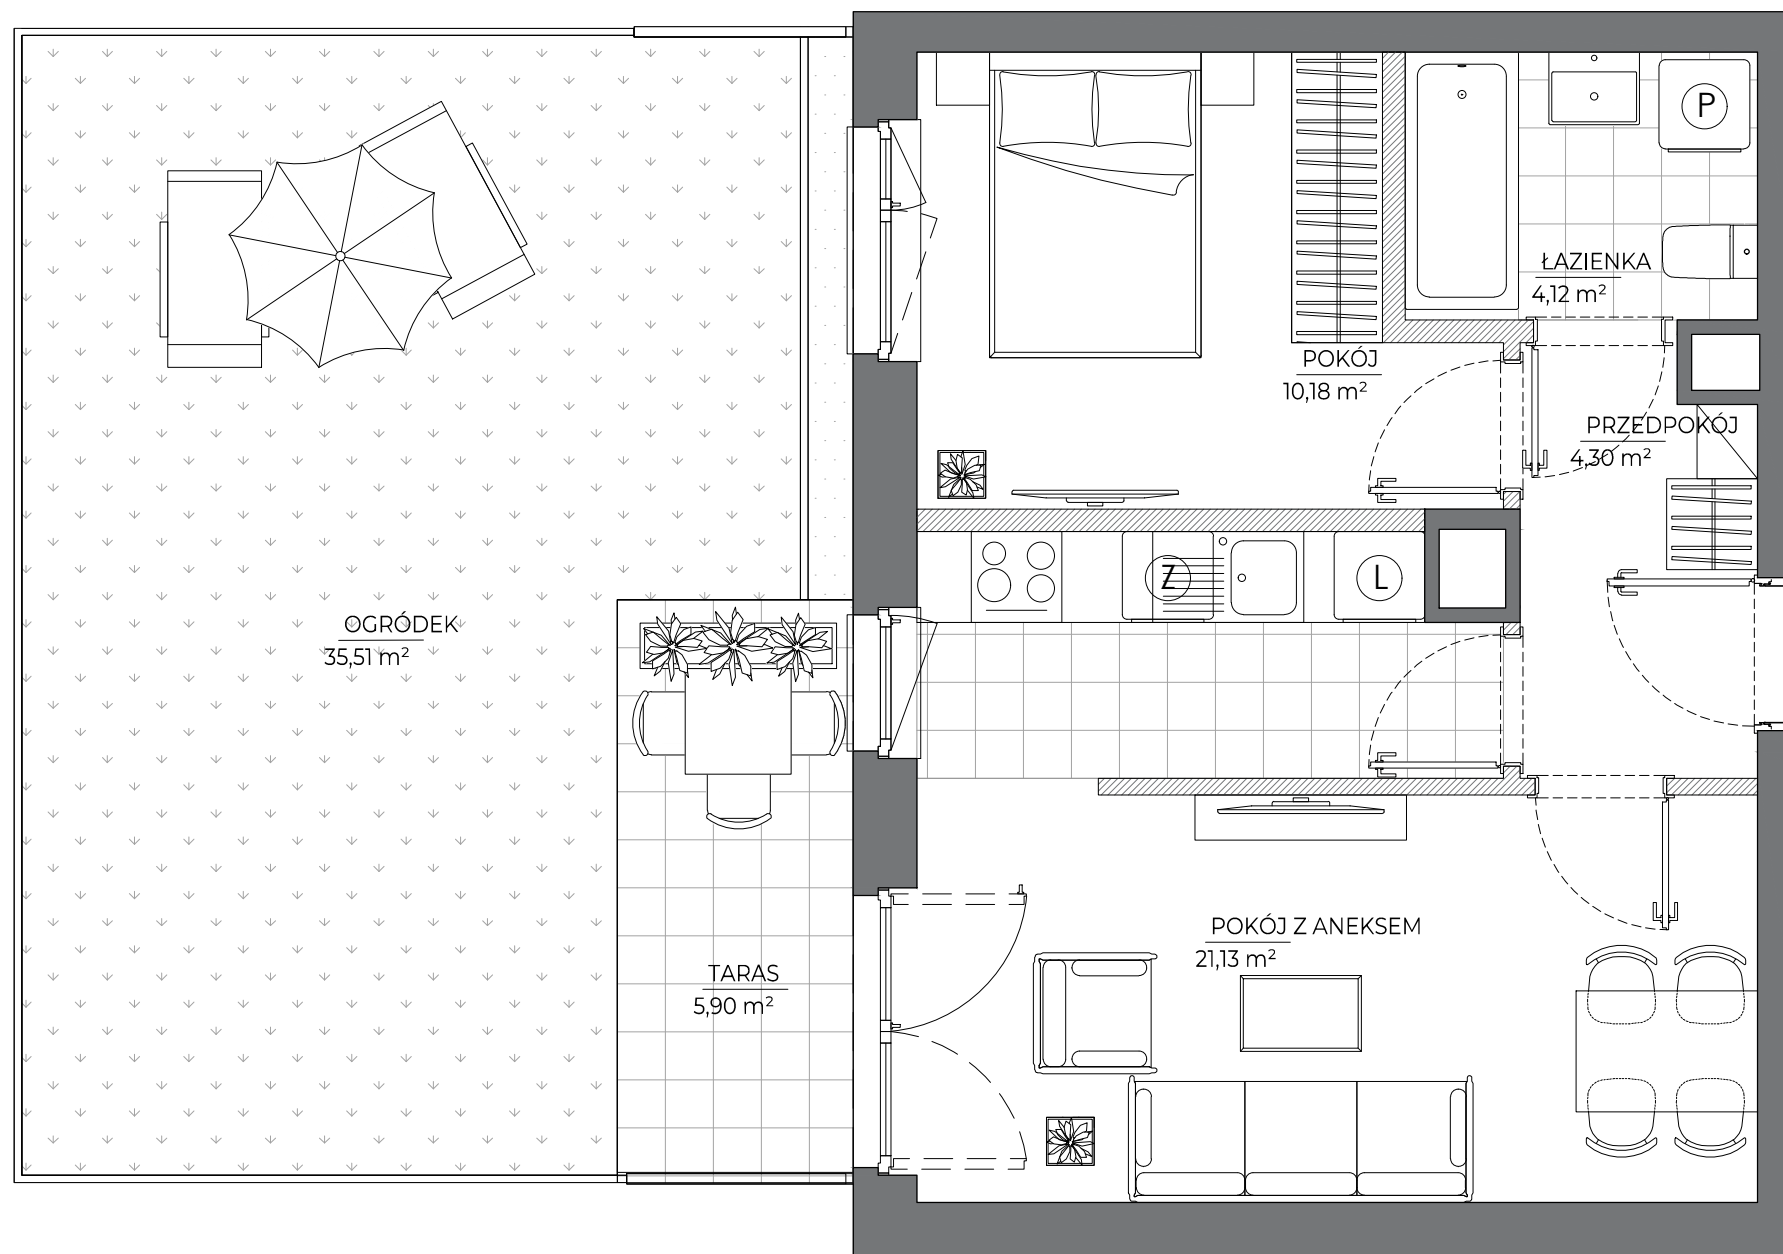 P
ŁAZIENKA
4,12 m²
POKÓJ
10,18 m²
PRZEDPOKÓJ
4,30 m²
Z
L
OGRÓDEK
35,51 m²
POKÓJ Z ANEKSEM
21,13 m²
TARAS
5,90 m²